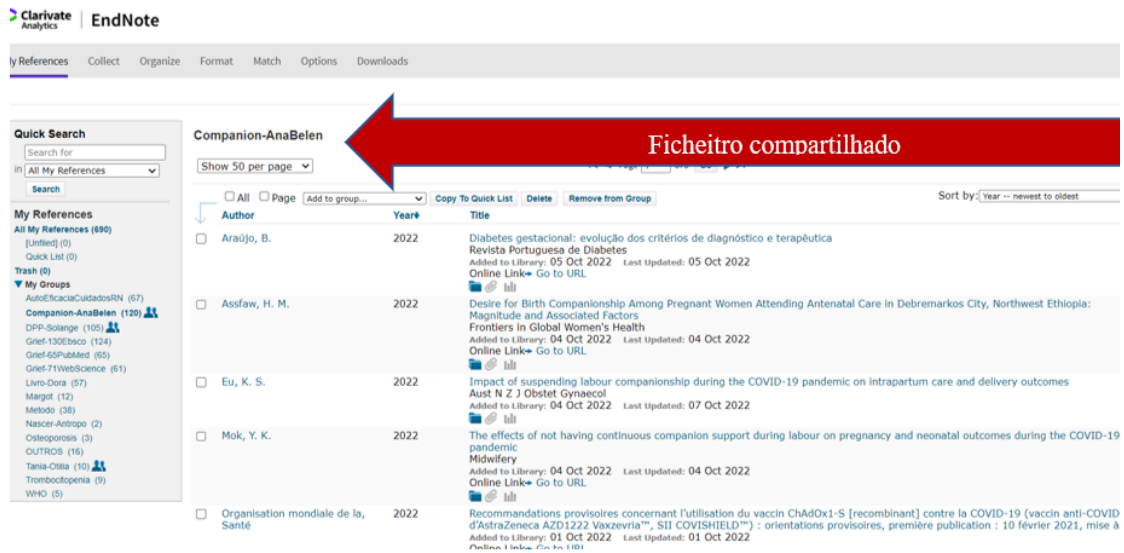 Clarivate
Analytics
EndNote
My References Collect Organize Format Match Options Downloads
Quick Search
Search for
in All My References
Search
My References
All My References (690)
[Unfiled] (0)
Quick List (0)
Trash (0)
My Groups
AutoEficaciaCuidadosRN (67)
Companion-AnaBelen (120)
DPP-Solange (105)
Grief-130Ebsco (124)
Grief-65PubMed (65)
Grief-71WebScience (61)
Livro-Dora (57)
Margot (12)
Metodo (38)
Nascer-Antropo (2)
Osteoporosis (3)
OUTROS (16)
Tania-Otilia (10)
Trombocitopenia (9)
WHO (5)
Companion-AnaBelen
Ficheitro compartilhado
Show 50 per page
All Page Add to group... Copy To Quick List Delete Remove from Group Sort by: Year -- newest to oldest
Author Year Title
Araújo, B. 2022 Diabetes gestacional: evolução dos critérios de diagnóstico e terapêutica
Revista Portuguesa de Diabetes
Added to Library: 05 Oct 2022 Last Updated: 05 Oct 2022
Online Link Go to URL
Assfaw, H. M. 2022 Desire for Birth Companionship Among Pregnant Women Attending Antenatal Care in Debremarkos City, Northwest Ethiopia:
Magnitude and Associated Factors
Frontiers in Global Women's Health
Added to Library: 04 Oct 2022 Last Updated: 04 Oct 2022
Online Link Go to URL
Eu, K. S. 2022 Impact of suspending labour companionship during the COVID-19 pandemic on intrapartum care and delivery outcomes
Aust N Z J Obstet Gynaecol
Added to Library: 04 Oct 2022 Last Updated: 07 Oct 2022
Online Link Go to URL
Mok, Y. K. 2022 The effects of not having continuous companion support during labour on pregnancy and neonatal outcomes during the COVID-19
pandemic
Midwifery
Added to Library: 04 Oct 2022 Last Updated: 04 Oct 2022
Online Link Go to URL
Organisation mondiale de la, 2022 Recommandations provisoires concernant l'utilisation du vaccin ChAdOx1-S [recombinant] contre la COVID-19 (vaccin anti-COVID
Santé d'AstraZeneca AZD1222 Vaxzevria™, SII COVISHIELD™) : orientations provisoires, première publication : 10 février 2021, mise à
Added to Library: 01 Oct 2022 Last Updated: 01 Oct 2022
Online Link Go to URL